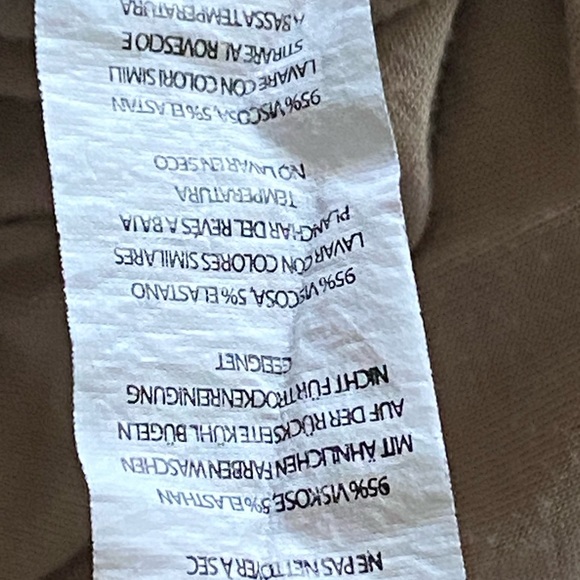 NE PAS NETTOYER À SEC
95% VISKOSE, 5% ELASTHAN
MIT ÄHNLICHEN FARBEN WASCHEN
AUF DER RÜCKSEITE KÜHL BÜGELN
NICHT FÜR TROCKENREINIGUNG
GEEIGNET
95% VISCOSA, 5% ELASTANO
LAVAR CON COLORES SIMILARES
PLANCHAR DEL REVÉS A BAJA
TEMPERATURA
NO LAVAR EN SECO
95% VISCOSA, 5% ELASTAN
LAVARE CON COLORI SIMILI
STIRARE AL ROVESCIO E
A BASSA TEMPERATURA